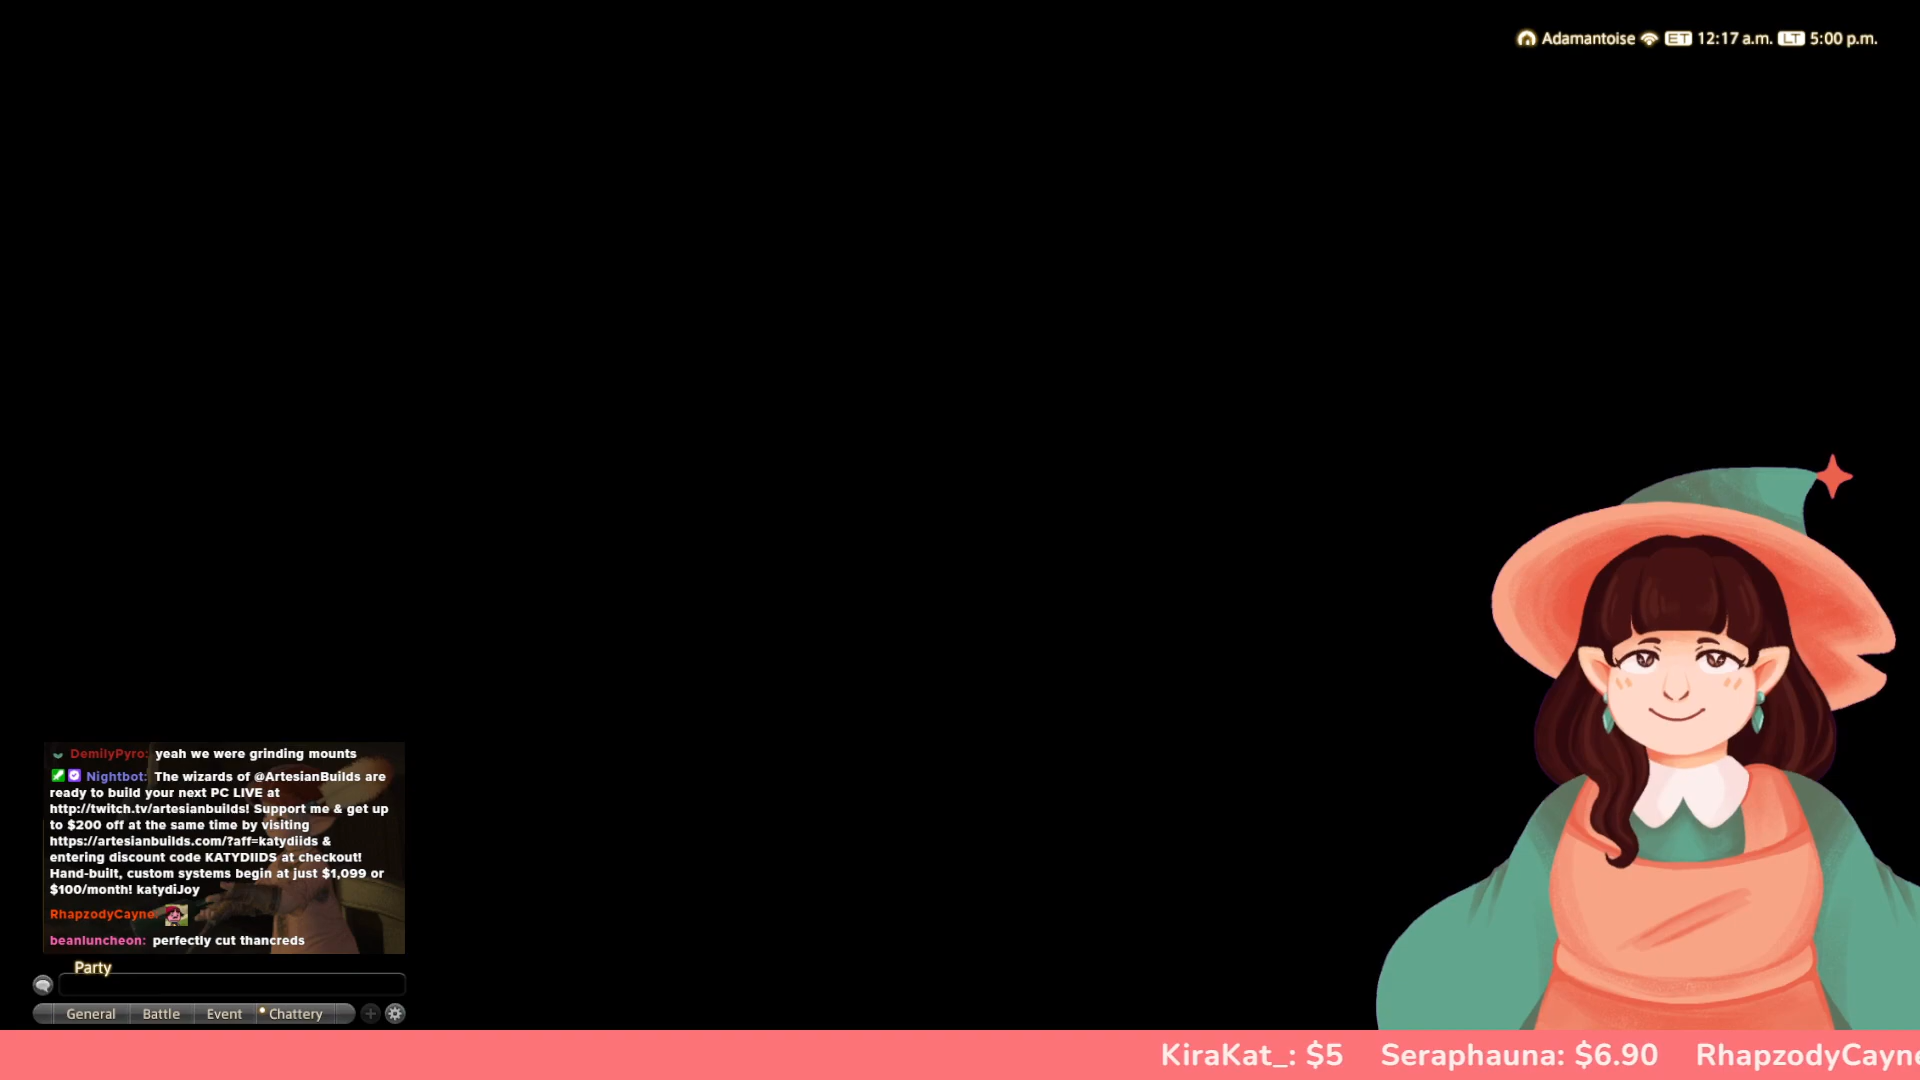 Adamantoise ET 12:17 a.m. LT 5:00 p.m.
DemilyPyro: yeah we were grinding mounts
Nightbot: The wizards of @ArtesianBuilds are
ready to build your next PC LIVE at
http://twitch.tv/artesianbuilds! Support me & get up
to $200 off at the same time by visiting
https://artesianbuilds.com/?aff=katydiids &
entering discount code KATYDIIDS at checkout!
Hand-built, custom systems begin at just $1,099 or
$100/month! katydiJoy
RhapzodyCayne:
beanluncheon: perfectly cut thancreds
Party
General Battle Event Chattery
KiraKat_: $5 Seraphauna: $6.90 RhapzodyCayne